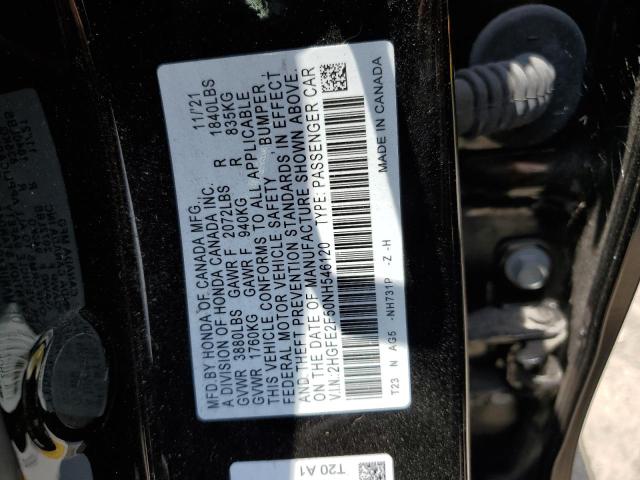 MFD.BY HONDA OF CANADA MFG. 11/21
A DIVISION OF HONDA CANADA INC.
GVWR 3880LBS GAWR F 2072LBS R 1840LBS
GVWR 1760KG GAWR F 940KG R 835KG
THIS VEHICLE CONFORMS TO ALL APPLICABLE
FEDERAL MOTOR VEHICLE SAFETY, BUMPER,
AND THEFT PREVENTION STANDARDS IN EFFECT
ON THE DATE OF MANUFACTURE SHOWN ABOVE.
V.I.N.:2HGFE2F50NH546120 TYPE: PASSENGER CAR
T23 N AG5 -NH731P -Z -H MADE IN CANADA
T20 A1